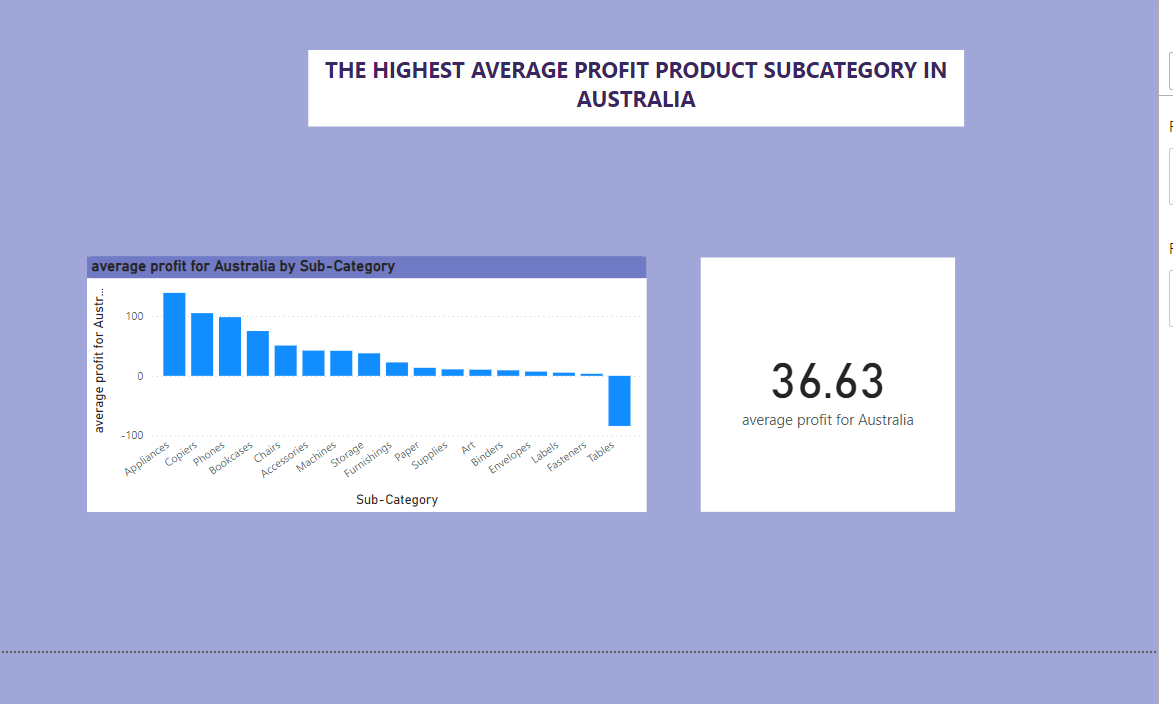 THE HIGHEST AVERAGE PROFIT PRODUCT SUBCATEGORY IN
AUSTRALIA
average profit for Australia by Sub-Category
average profit for Austr...
100
0
-100
Appliances
Copiers
Phones
Bookcases
Chairs
Accessories
Machines
Storage
Furnishings
Paper
Supplies
Art
Binders
Envelopes
Labels
Fasteners
Tables
Sub-Category
36.63
average profit for Australia